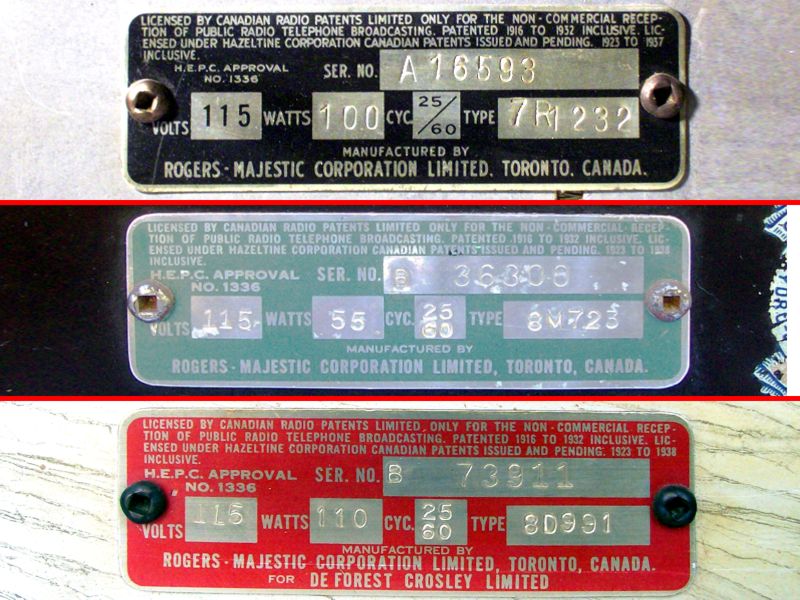 LICENSED BY CANADIAN RADIO PATENTS LIMITED ONLY FOR THE NON-COMMERCIAL RECEP-
TION OF PUBLIC RADIO TELEPHONE BROADCASTING. PATENTED 1916 TO 1932 INCLUSIVE. LIC-
ENSED UNDER HAZELTINE CORPORATION CANADIAN PATENTS ISSUED AND PENDING. 1923 TO 1937
INCLUSIVE.
H.E.P.C. APPROVAL
NO. 1336
SER. NO. A16593
VOLTS 115 WATTS 100 CYC. 25/60 TYPE 7R1232
MANUFACTURED BY
ROGERS-MAJESTIC CORPORATION LIMITED. TORONTO. CANADA.
LICENSED BY CANADIAN RADIO PATENTS LIMITED ONLY FOR THE NON-COMMERCIAL RECEP-
TION OF PUBLIC RADIO TELEPHONE BROADCASTING. PATENTED 1916 TO 1932 INCLUSIVE. LIC-
ENSED UNDER HAZELTINE CORPORATION CANADIAN PATENTS ISSUED AND PENDING. 1923 TO 1938
INCLUSIVE.
H.E.P.C. APPROVAL
NO. 1336
SER. NO. B 36306
VOLTS 115 WATTS 55 CYC. 25 60 TYPE 8M723
MANUFACTURED BY
ROGERS-MAJESTIC CORPORATION LIMITED, TORONTO, CANADA.
LICENSED BY CANADIAN RADIO PATENTS LIMITED, ONLY FOR THE NON-COMMERCIAL RECEP-
TION OF PUBLIC RADIO TELEPHONE BROADCASTING. PATENTED 1916 TO 1932 INCLUSIVE. LIC-
ENSED UNDER HAZELTINE CORPORATION CANADIAN PATENTS ISSUED AND PENDING. 1923 TO 1938
INCLUSIVE.
H.E.P.C. APPROVAL
NO. 1336
SER. NO. B 73911
VOLTS 115 WATTS 110 CYC. 25 60 TYPE 8D991
MANUFACTURED BY
ROGERS-MAJESTIC CORPORATION LIMITED, TORONTO, CANADA.
FOR DE FOREST CROSLEY LIMITED